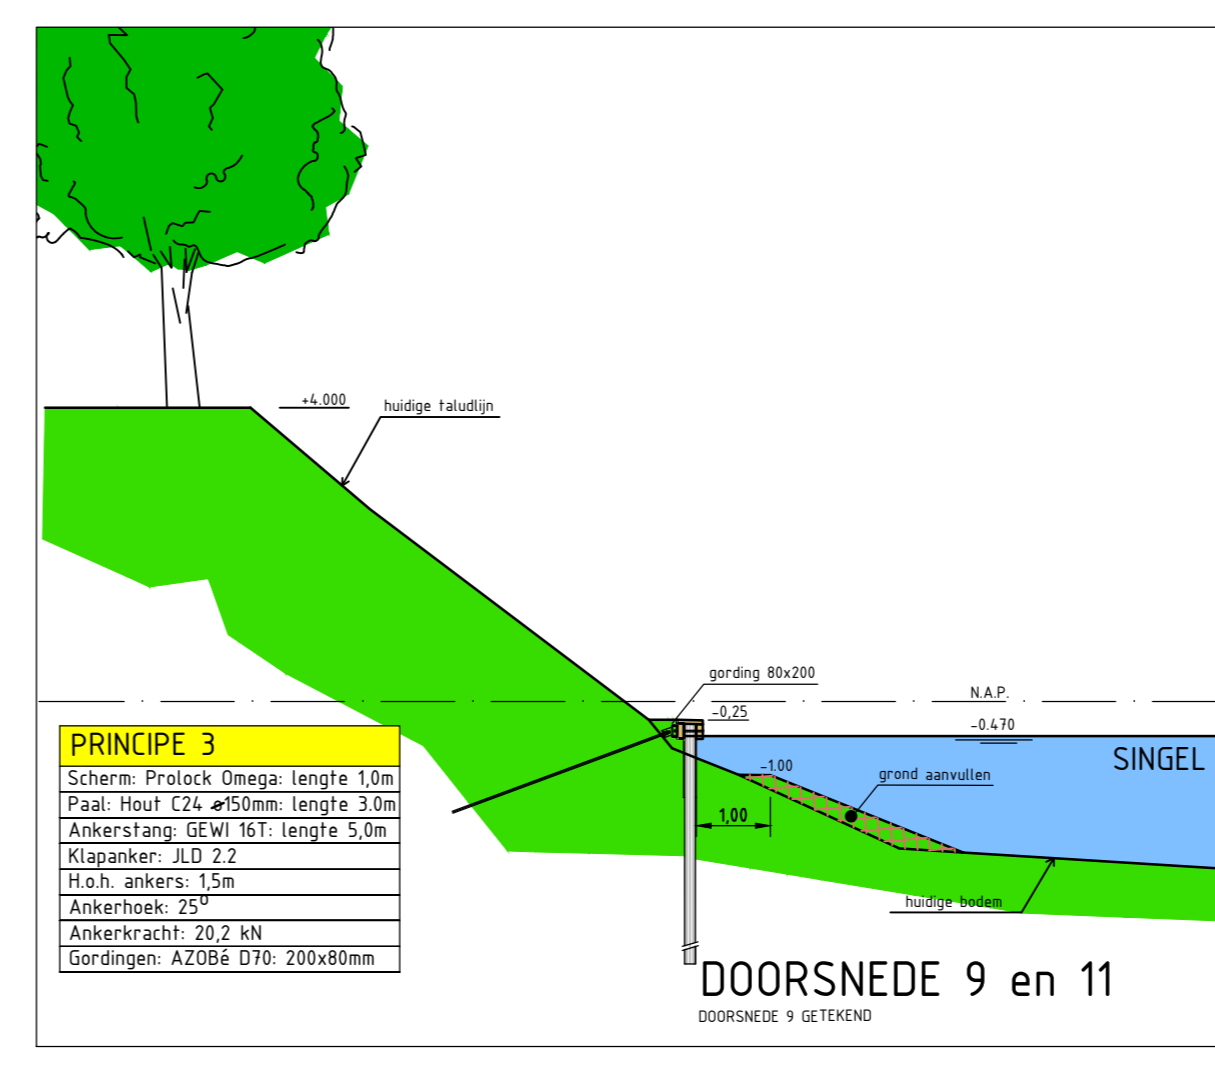 +4.000
huidige taludlijn
gording 80x200
N.A.P.
-0,25
-0.470
PRINCIPE 3
SINGEL
-1.00
grond aanvullen
Scherm: Prolock Omega: lengte 1,0m
Paal: Hout C24 ø150mm: lengte 3.0m
1,00
Ankerstang: GEWI 16T: lengte 5,0m
Klapanker: JLD 2.2
H.o.h. ankers: 1,5m
Ankerhoek: 25⁰
huidige bodem
Ankerkracht: 20,2 kN
Gordingen: AZOBé D70: 200x80mm
DOORSNEDE 9 en 11
DOORSNEDE 9 GETEKEND